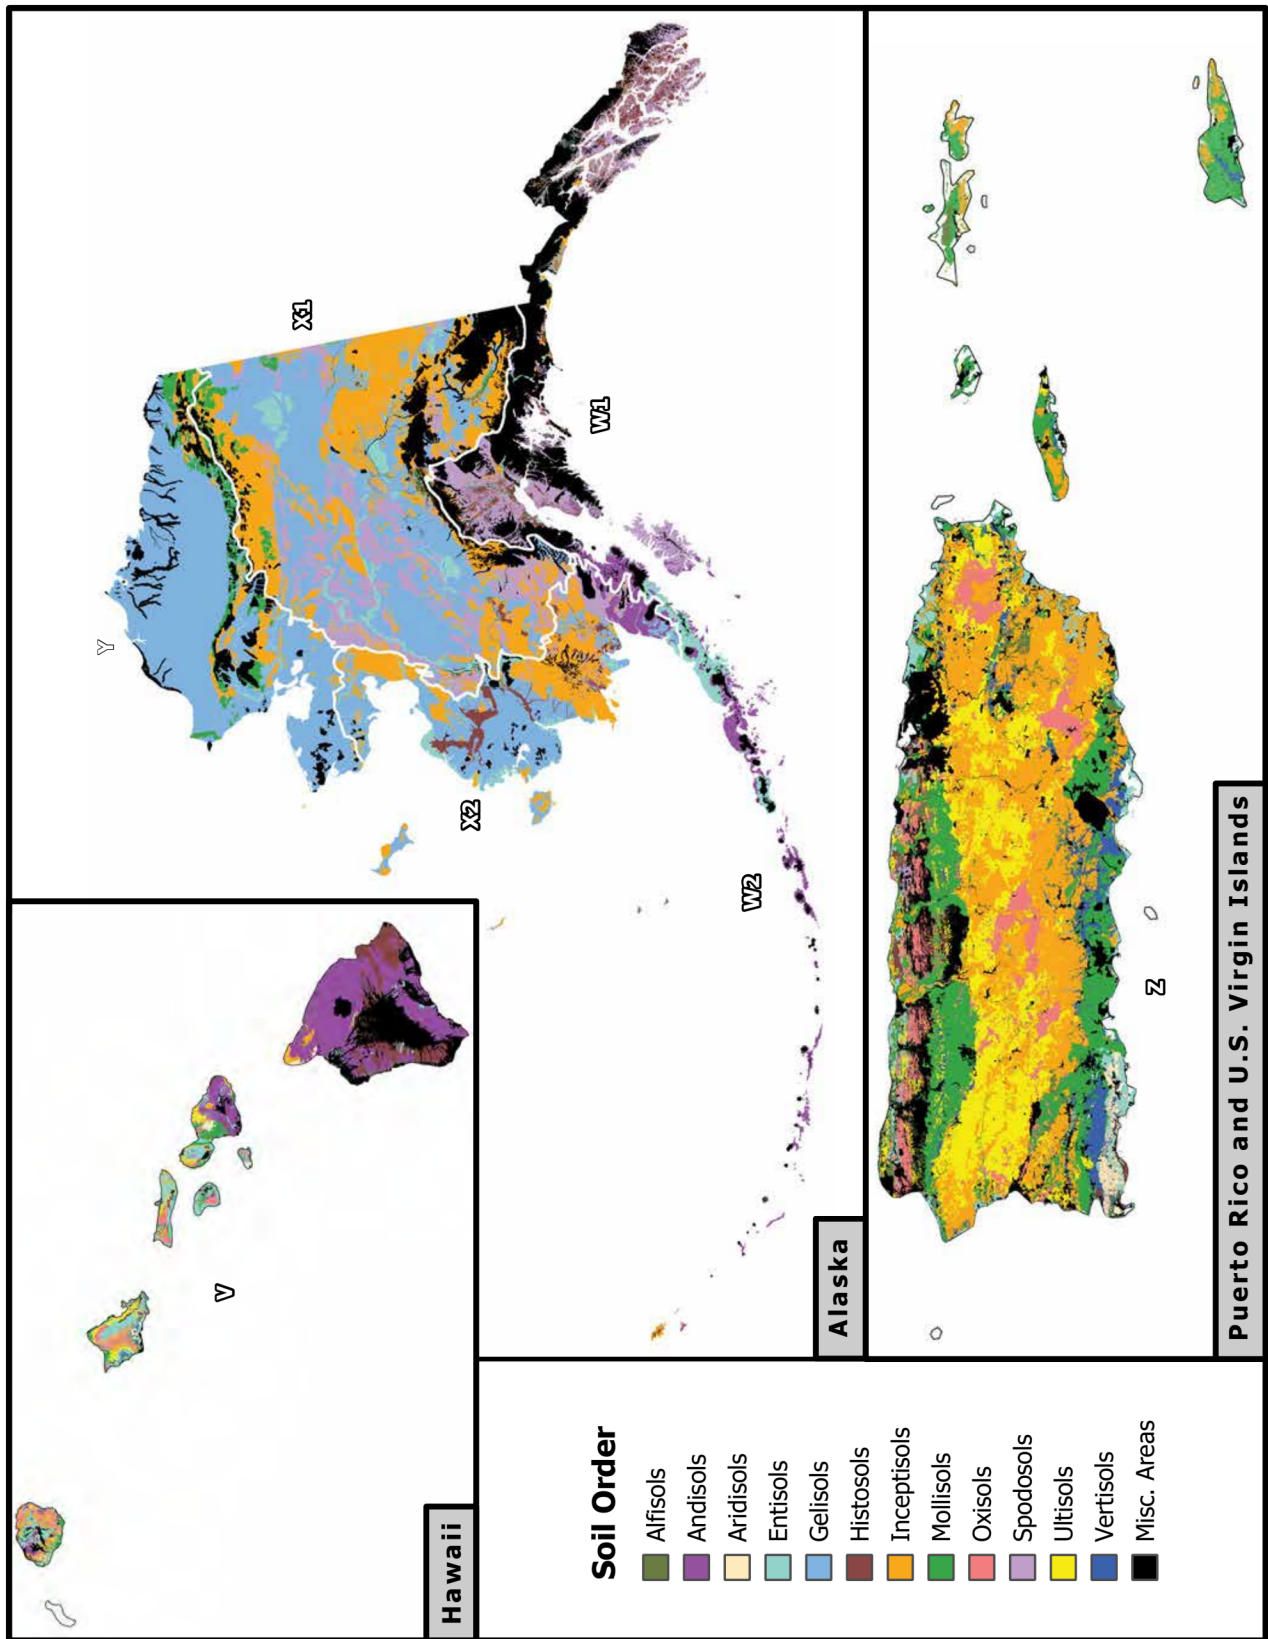 Hawaii
V
Alaska
Y
X1
X2
W1
W2
Puerto Rico and U.S. Virgin Islands
Z
Soil Order
Alfisols
Andisols
Aridisols
Entisols
Gelisols
Histosols
Inceptisols
Mollisols
Oxisols
Spodosols
Ultisols
Vertisols
Misc. Areas